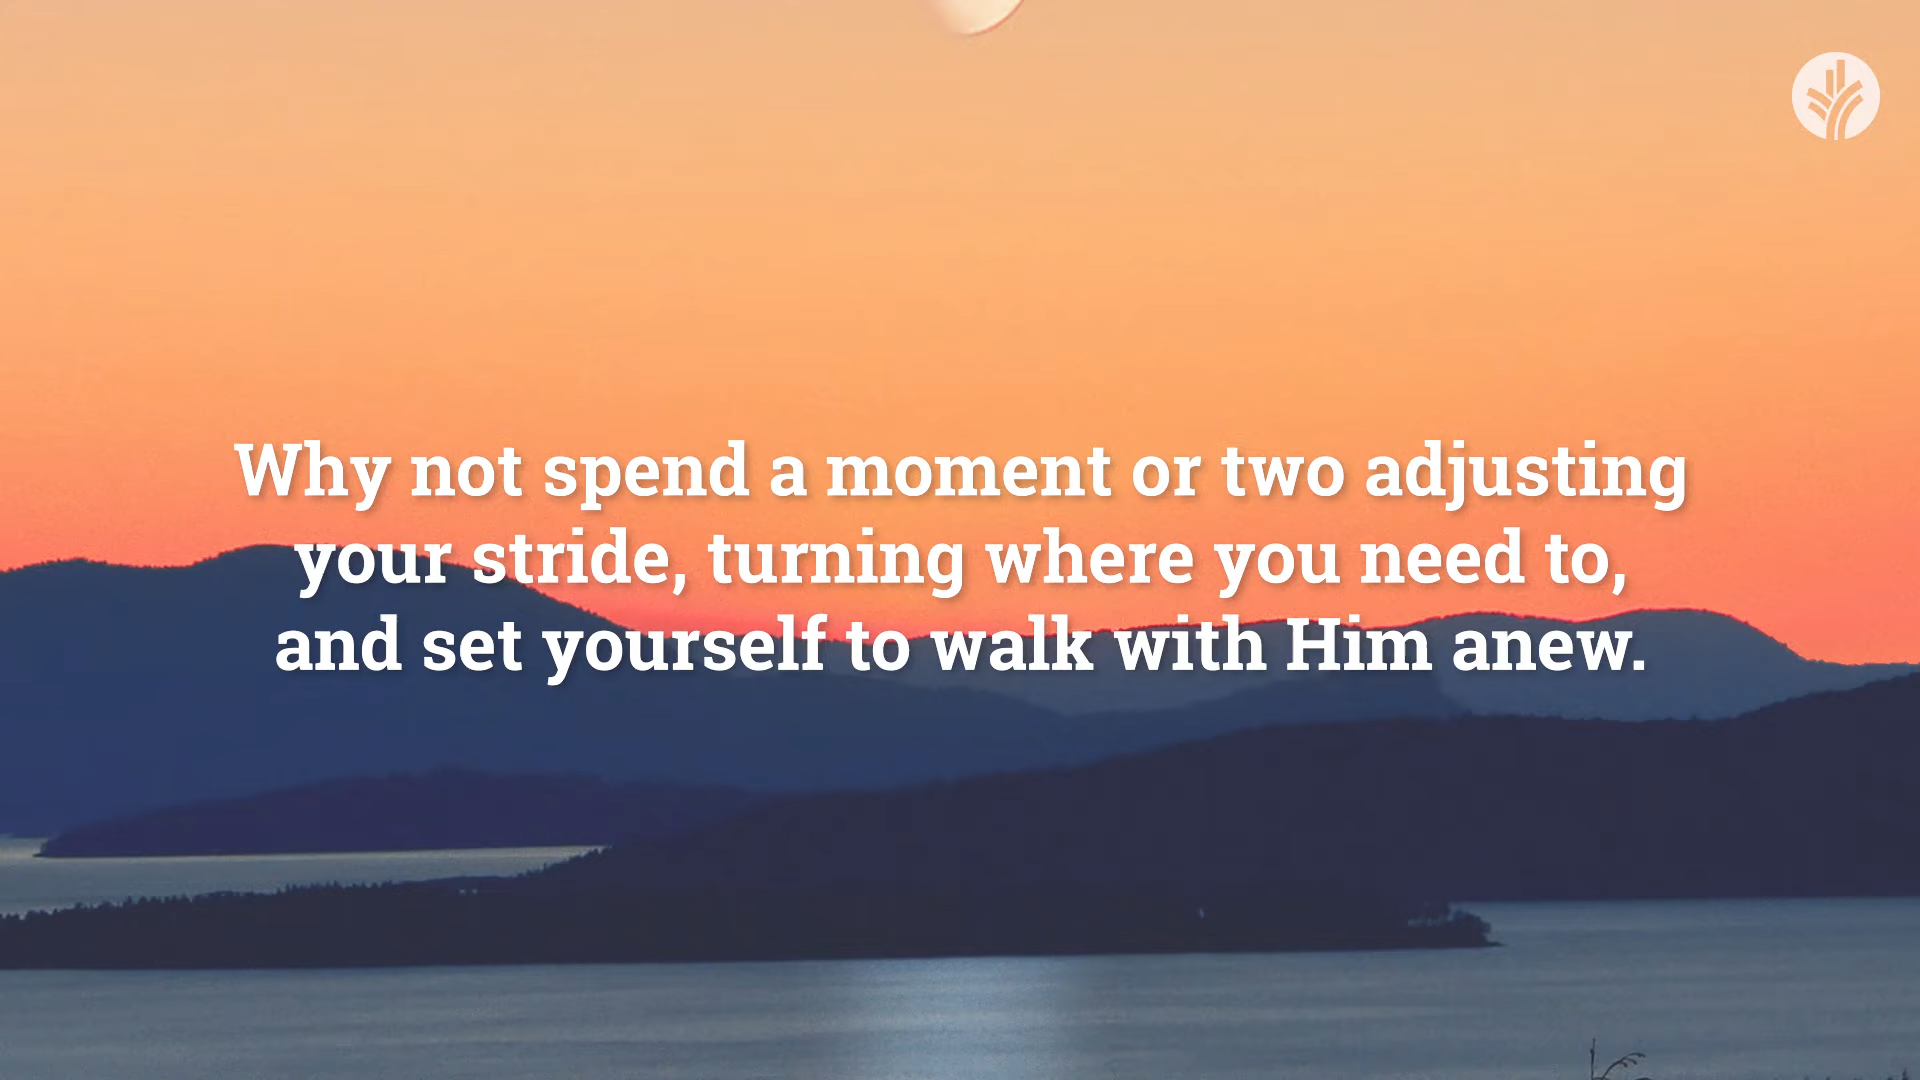 Why not spend a moment or two adjusting
your stride, turning where you need to,
and set yourself to walk with Him anew.